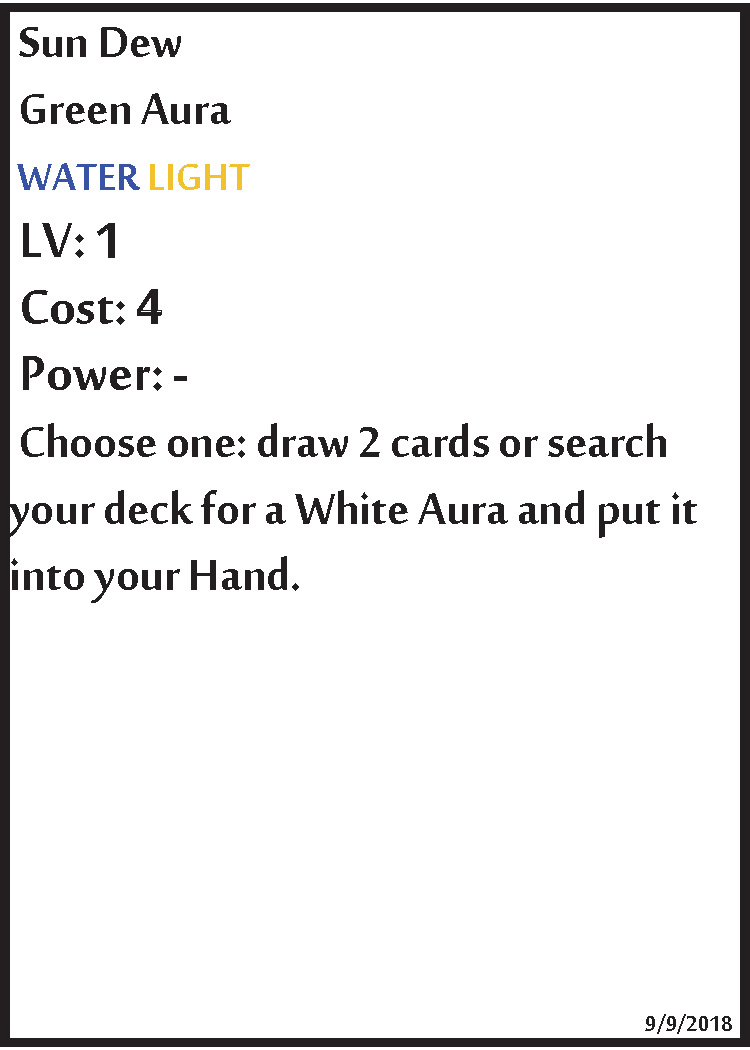 Sun Dew
Green Aura
WATER LIGHT
LV: 1
Cost: 4
Power: -
Choose one: draw 2 cards or search
your deck for a White Aura and put it
into your Hand.
9/9/2018